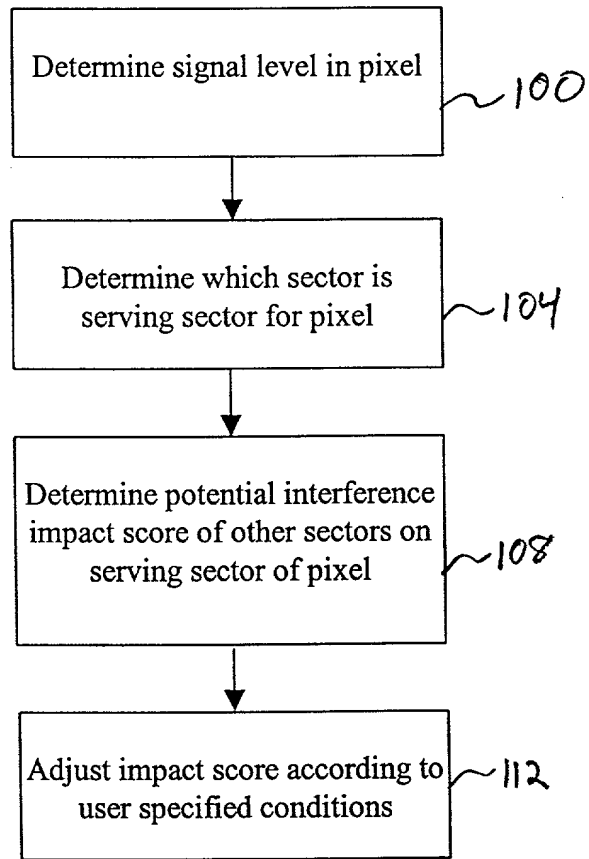 Determine signal level in pixel
100
Determine which sector is
serving sector for pixel
104
Determine potential interference
impact score of other sectors on
serving sector of pixel
108
Adjust impact score according to
user specified conditions
112